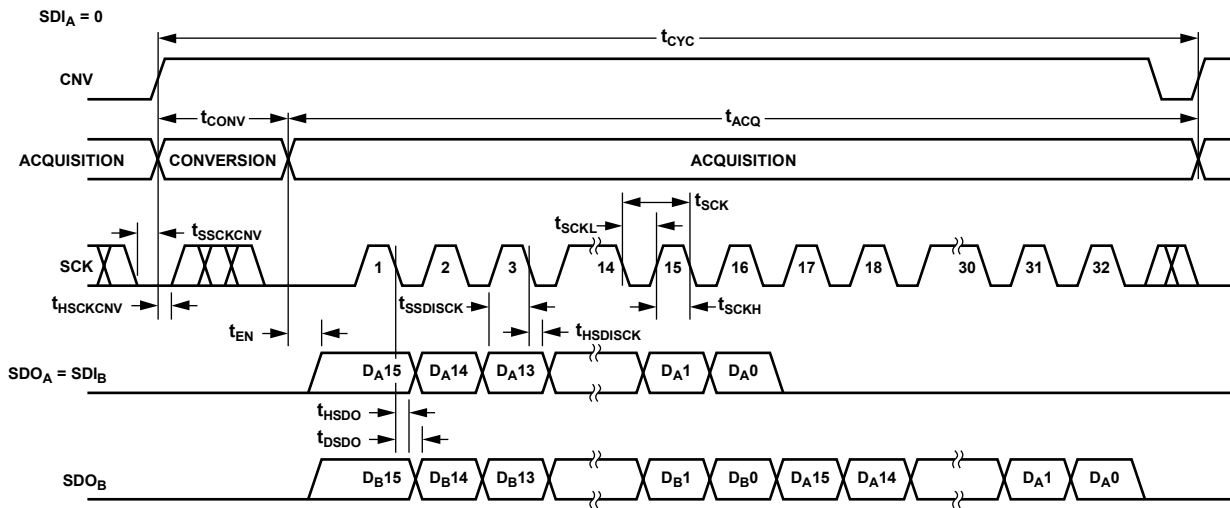 SDIA = 0
tCYC
CNV
tCONV
tACQ
ACQUISITION CONVERSION ACQUISITION
tSCK
tSCKL
tSSCKCNV
SCK 1 2 3 14 15 16 17 18 30 31 32
tHSCKCNV tSSDISCK tSCKH
tEN tHSDISCK
SDOA = SDIB DA15 DA14 DA13 DA1 DA0
tHSDO
tDSDO
SDOB DB15 DB14 DB13 DB1 DB0 DA15 DA14 DA1 DA0